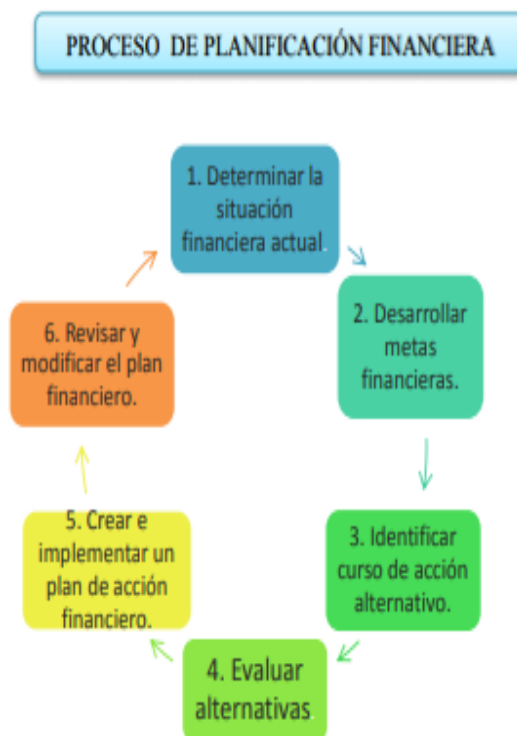 PROCESO DE PLANIFICACIÓN FINANCIERA
1. Determinar la
situación
financiera actual.
2. Desarrollar
metas
financieras.
3. Identificar
curso de acción
alternativo.
4. Evaluar
alternativas.
5. Crear e
implementar un
plan de acción
financiero.
6. Revisar y
modificar el plan
financiero.